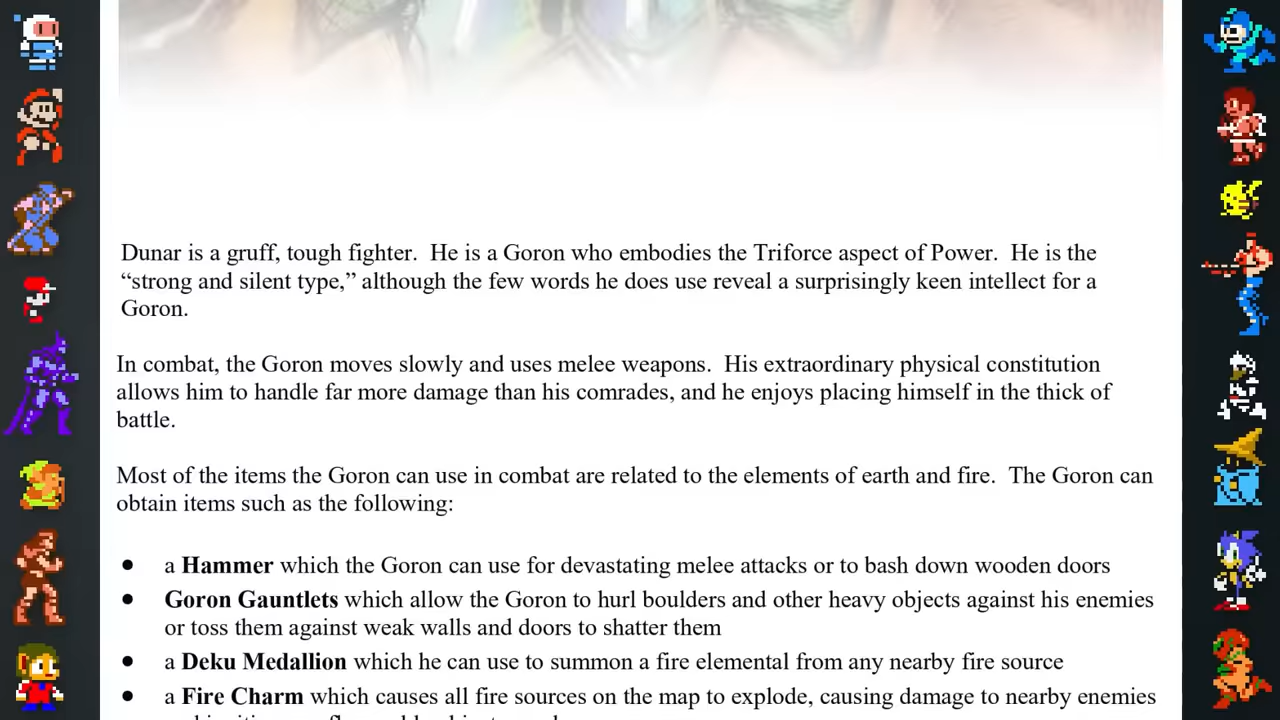 Dunar is a gruff, tough fighter.  He is a Goron who embodies the Triforce aspect of Power.  He is the
“strong and silent type,” although the few words he does use reveal a surprisingly keen intellect for a
Goron.
In combat, the Goron moves slowly and uses melee weapons.  His extraordinary physical constitution
allows him to handle far more damage than his comrades, and he enjoys placing himself in the thick of
battle.
Most of the items the Goron can use in combat are related to the elements of earth and fire.  The Goron can
obtain items such as the following:
● a Hammer which the Goron can use for devastating melee attacks or to bash down wooden doors
● Goron Gauntlets which allow the Goron to hurl boulders and other heavy objects against his enemies
or toss them against weak walls and doors to shatter them
● a Deku Medallion which he can use to summon a fire elemental from any nearby fire source
● a Fire Charm which causes all fire sources on the map to explode, causing damage to nearby enemies